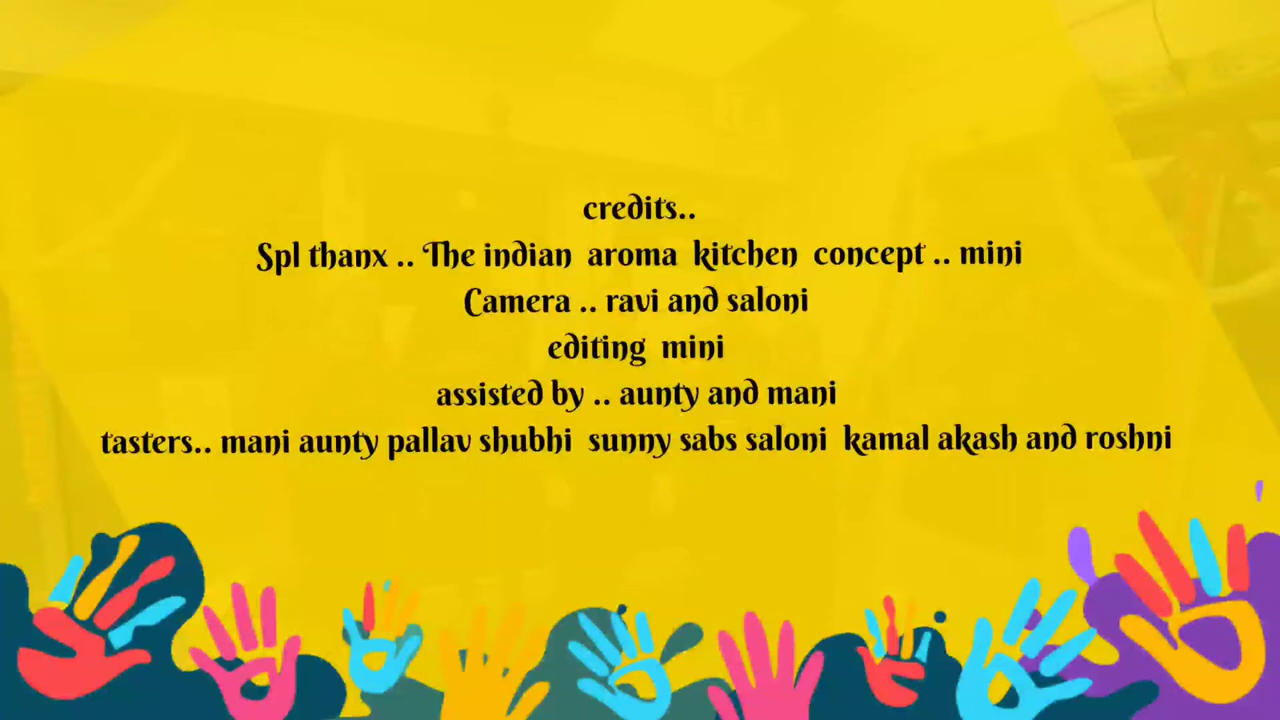 credits..
Spl thanx .. The indian aroma kitchen concept .. mini
Camera .. ravi and saloni
editing mini
assisted by .. aunty and mani
tasters.. mani aunty pallav shubhi sunny sabs saloni kamal akash and roshni